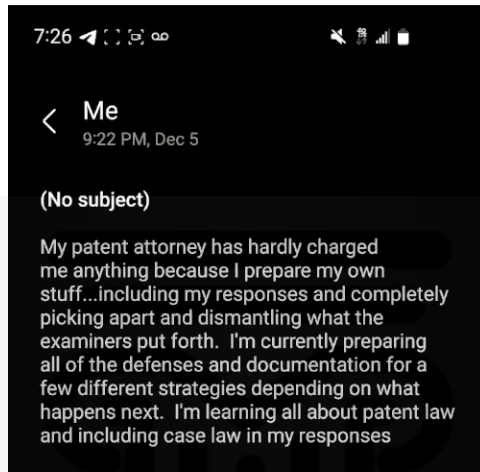 7:26
Me
9:22 PM, Dec 5
(No subject)
My patent attorney has hardly charged
me anything because I prepare my own
stuff...including my responses and completely
picking apart and dismantling what the
examiners put forth.  I'm currently preparing
all of the defenses and documentation for a
few different strategies depending on what
happens next.  I'm learning all about patent law
and including case law in my responses